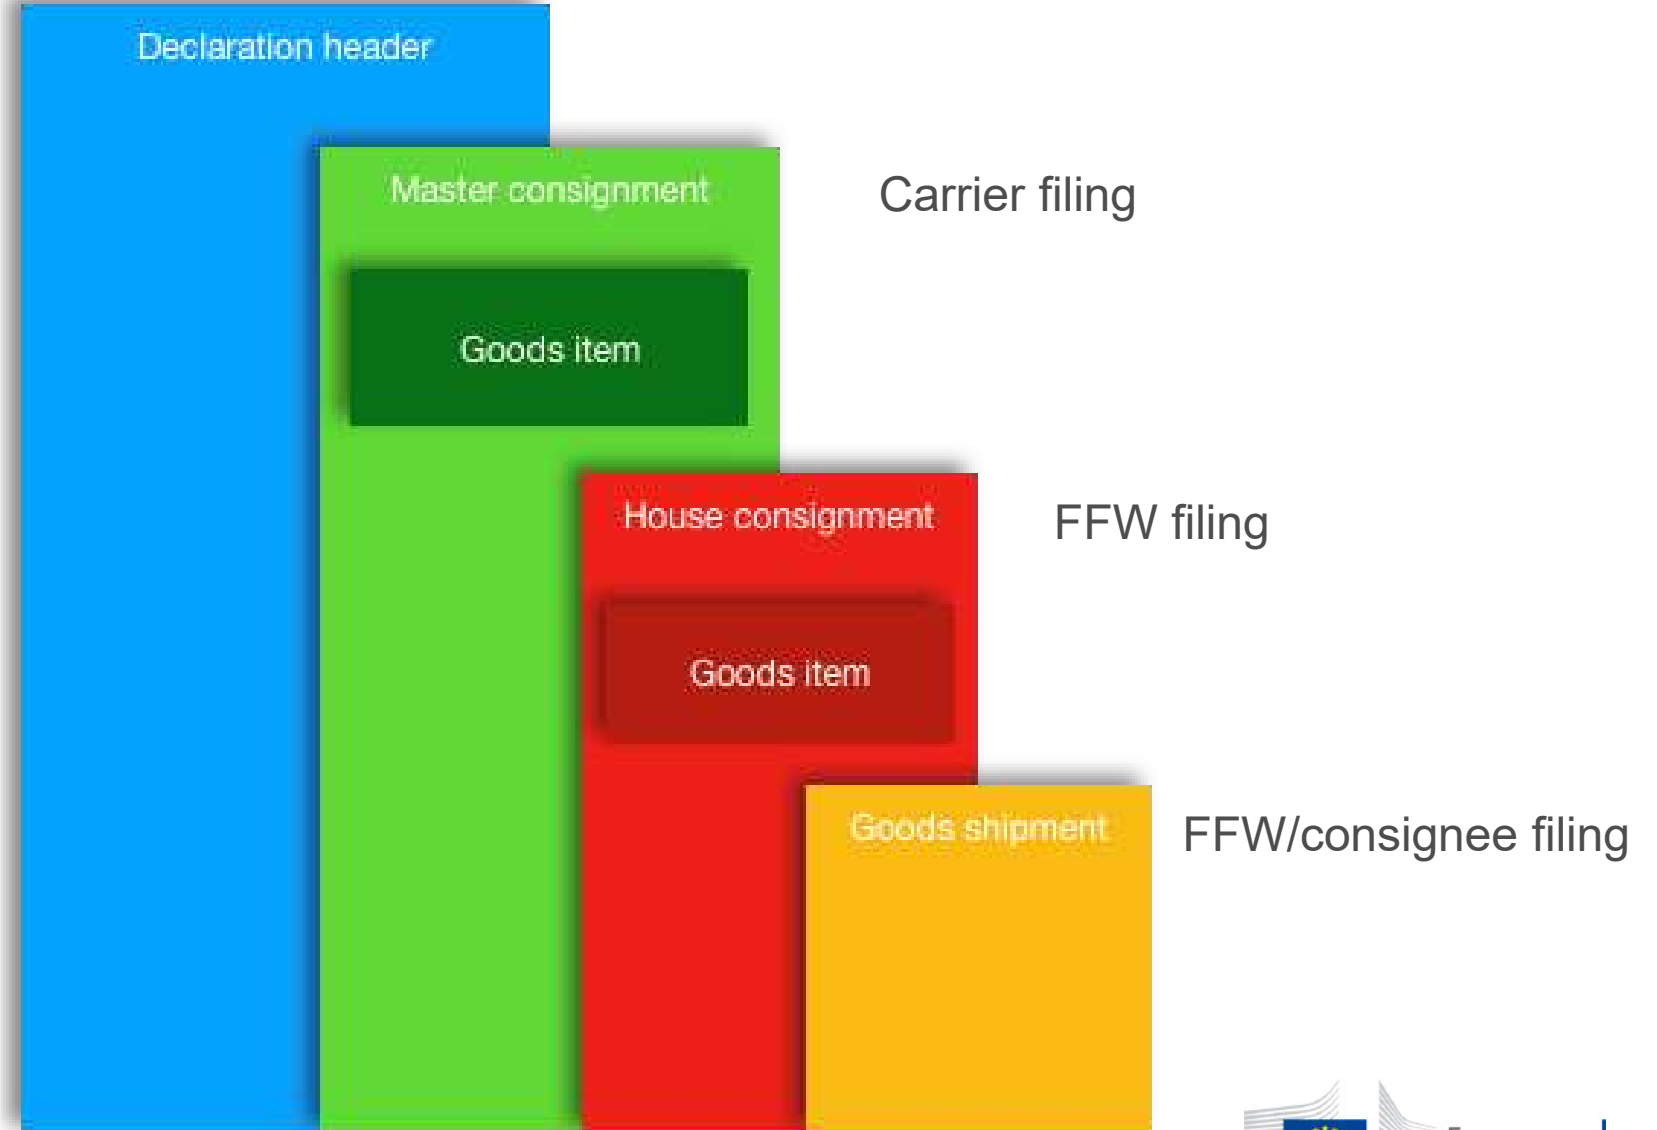 Declaration header
Master consignment
Carrier filing
Goods item
House consignment
FFW filing
Goods item
Goods shipment
FFW/consignee filing